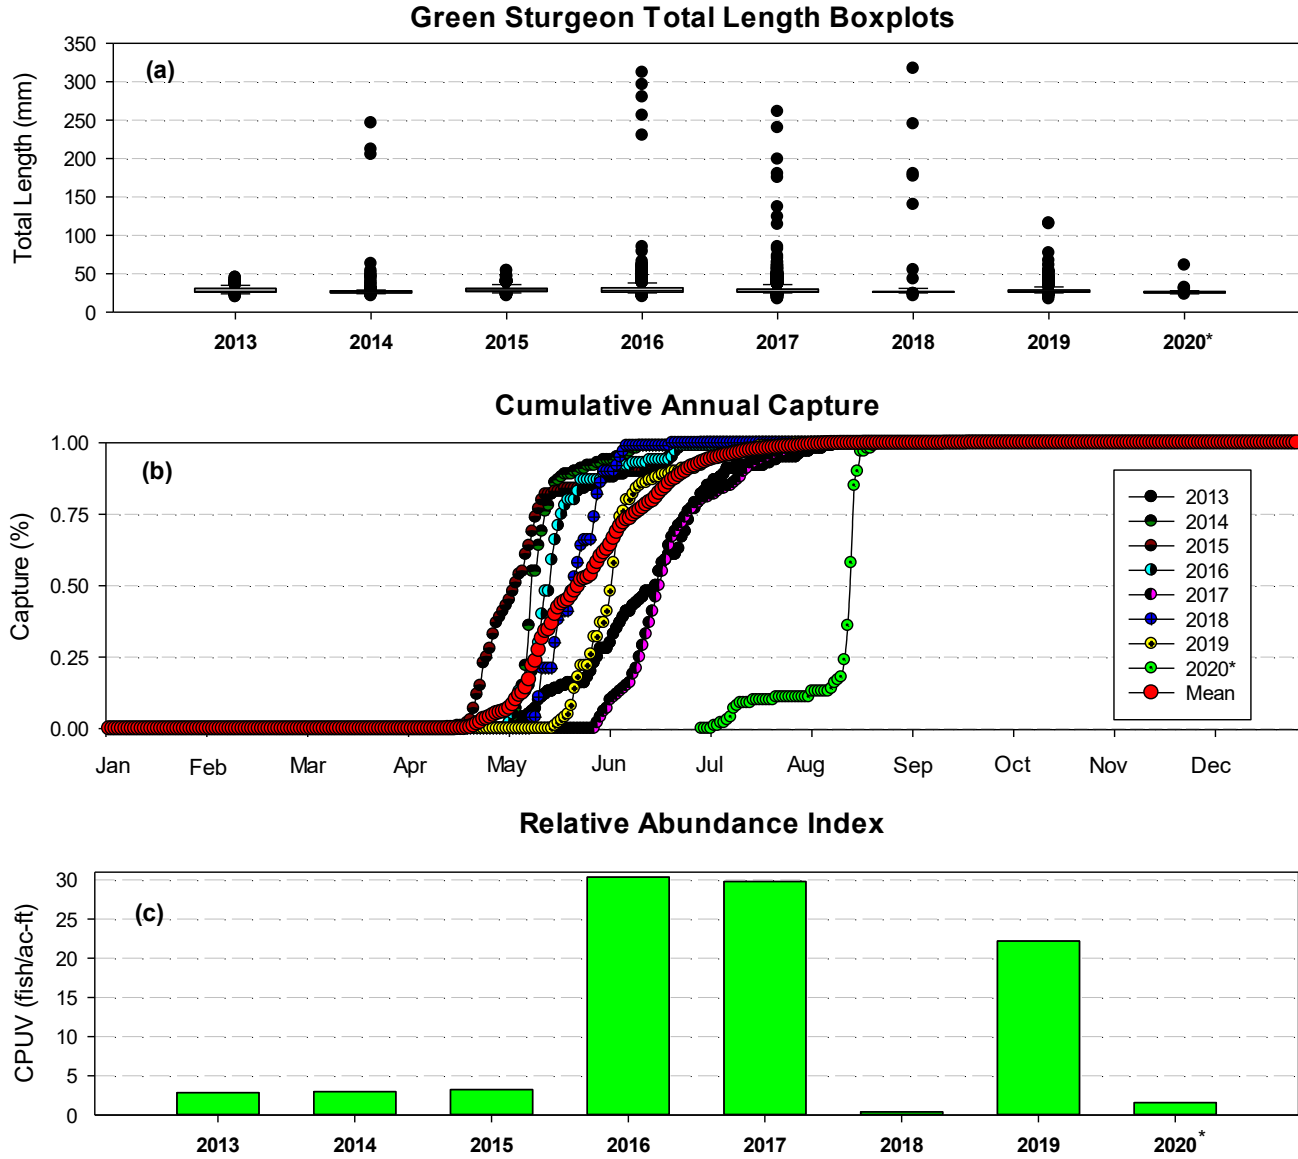 Green Sturgeon Total Length Boxplots
(a)
Total Length (mm)
350
300
250
200
150
100
50
0
2013 2014 2015 2016 2017 2018 2019 2020*
Cumulative Annual Capture
(b)
Capture (%)
1.00
0.75
0.50
0.25
0.00
2013
2014
2015
2016
2017
2018
2019
2020*
Mean
Jan Feb Mar Apr May Jun Jul Aug Sep Oct Nov Dec
Relative Abundance Index
(c)
CPUV (fish/ac-ft)
30
25
20
15
10
5
0
2013 2014 2015 2016 2017 2018 2019 2020*